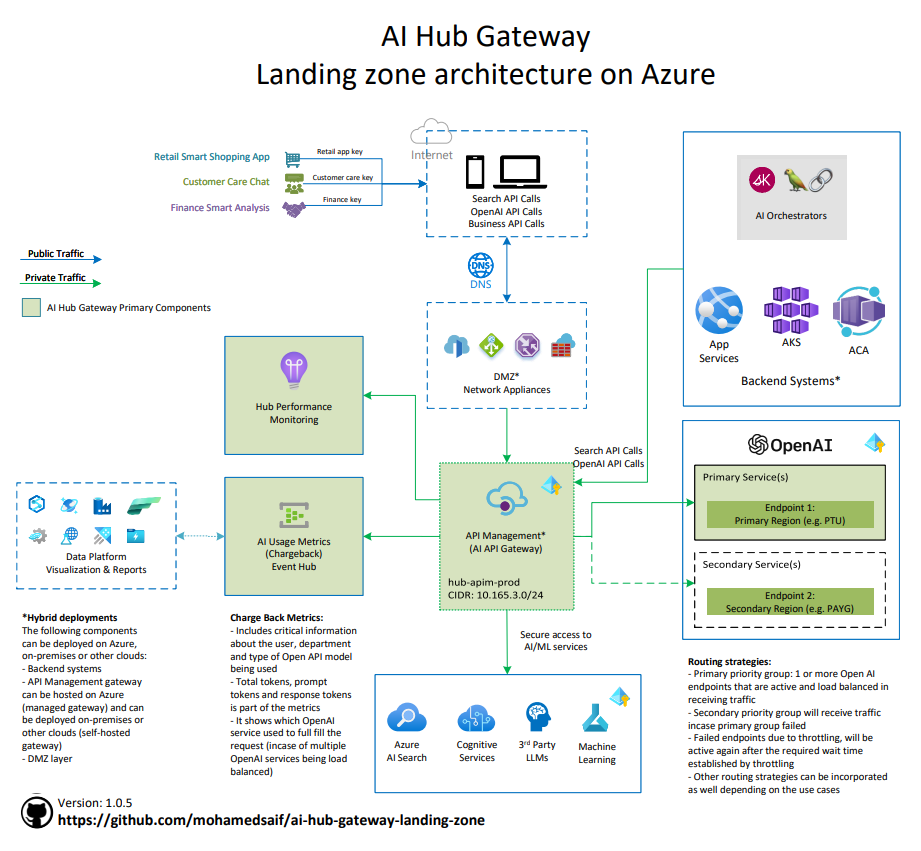 AI Hub Gateway
Landing zone architecture on Azure
Internet
Retail Smart Shopping App
Retail app key
Customer Care Chat
Customer care key
Finance Smart Analysis
Finance key
Search API Calls
OpenAI API Calls
Business API Calls
Public Traffic
Private Traffic
AI Hub Gateway Primary Components
DNS
DNS
DMZ*
Network Appliances
AI Orchestrators
App
Services
AKS
ACA
Backend Systems*
Hub Performance
Monitoring
Search API Calls
OpenAI API Calls
OpenAI
Primary Service(s)
Endpoint 1:
Primary Region (e.g. PTU)
Secondary Service(s)
Endpoint 2:
Secondary Region (e.g. PAYG)
API Management*
(AI API Gateway)
hub-apim-prod
CIDR: 10.165.3.0/24
AI Usage Metrics
(Chargeback)
Event Hub
Data Platform
Visualization & Reports
*Hybrid deployments
The following components
can be deployed on Azure,
on-premises or other clouds:
- Backend systems
- API Management gateway
can be hosted on Azure
(managed gateway) and can
be deployed on-premises or
other clouds (self-hosted
gateway)
- DMZ layer
Charge Back Metrics:
- Includes critical information
about the user, department
and type of Open API model
being used
- Total tokens, prompt
tokens and response tokens
is part of the metrics
- It shows which OpenAI
service used to full fill the
request (incase of multiple
OpenAI services being load
balanced)
Secure access to
AI/ML services
Azure
AI Search
Cognitive
Services
3rd Party
LLMs
Machine
Learning
Routing strategies:
- Primary priority group: 1 or more Open AI
endpoints that are active and load balanced in
receiving traffic
- Secondary priority group will receive traffic
incase primary group failed
- Failed endpoints due to throttling, will be
active again after the required wait time
established by throttling
- Other routing strategies can be incorporated
as well depending on the use cases
Version: 1.0.5
https://github.com/mohamedsaif/ai-hub-gateway-landing-zone